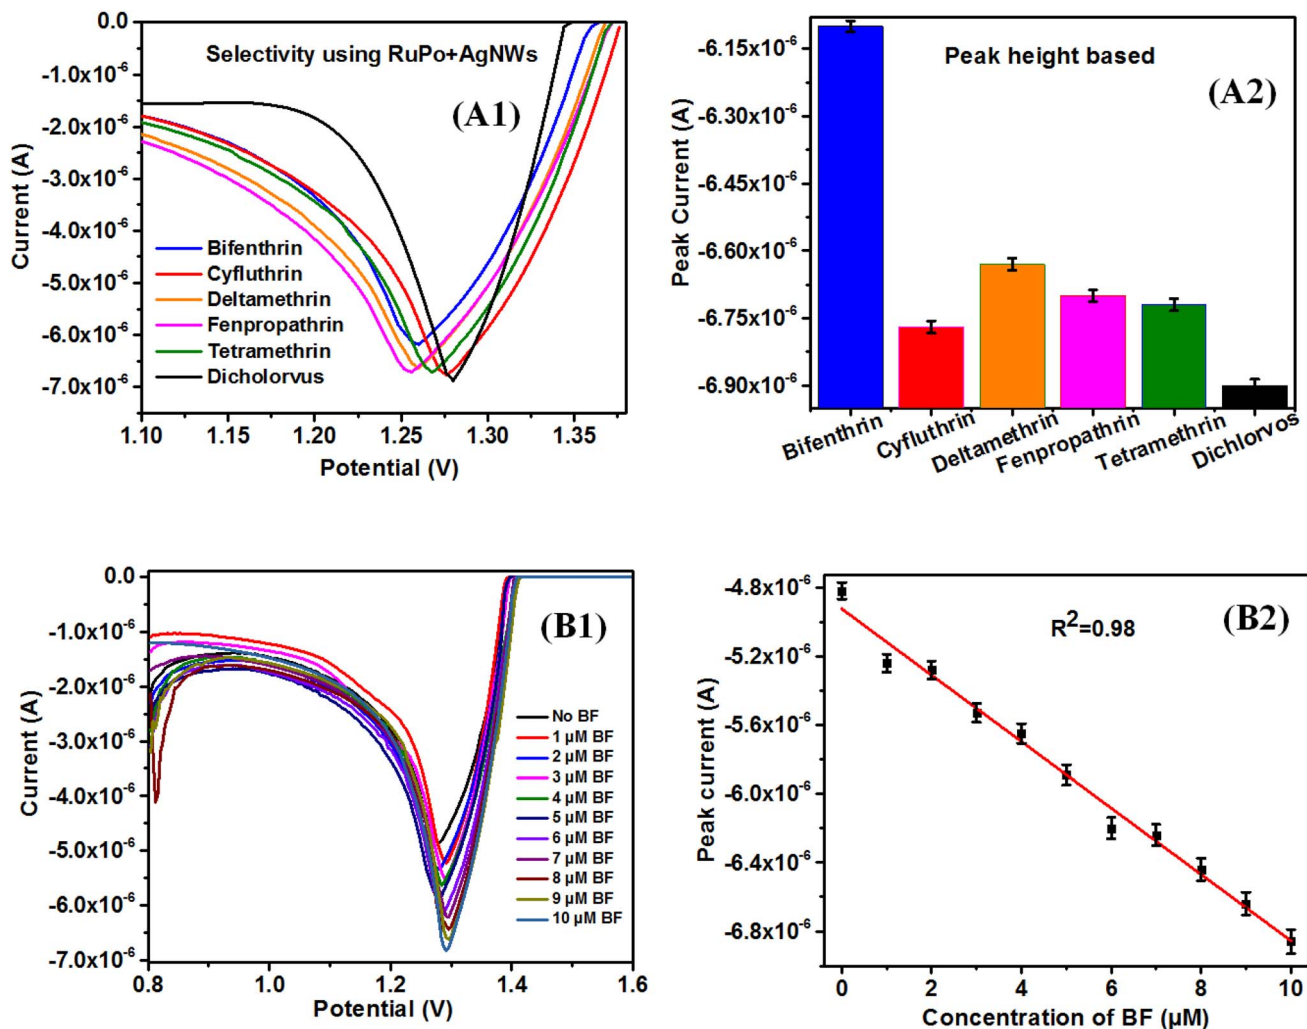 Selectivity using RuPo+AgNWs
(A1)
0.0
-1.0x10⁻⁶
-2.0x10⁻⁶
-3.0x10⁻⁶
-4.0x10⁻⁶
-5.0x10⁻⁶
-6.0x10⁻⁶
-7.0x10⁻⁶
Current (A)
Bifenthrin
Cyfluthrin
Deltamethrin
Fenpropathrin
Tetramethrin
Dicholorvus
1.10 1.15 1.20 1.25 1.30 1.35
Potential (V)
Peak height based
(A2)
-6.15x10⁻⁶
-6.30x10⁻⁶
-6.45x10⁻⁶
-6.60x10⁻⁶
-6.75x10⁻⁶
-6.90x10⁻⁶
Peak Current (A)
Bifenthrin
Cyfluthrin
Deltamethrin
Fenpropathrin
Tetramethrin
Dichlorvos
(B1)
0.0
-1.0x10⁻⁶
-2.0x10⁻⁶
-3.0x10⁻⁶
-4.0x10⁻⁶
-5.0x10⁻⁶
-6.0x10⁻⁶
-7.0x10⁻⁶
Current (A)
No BF
1 µM BF
2 µM BF
3 µM BF
4 µM BF
5 µM BF
6 µM BF
7 µM BF
8 µM BF
9 µM BF
10 µM BF
0.8 1.0 1.2 1.4 1.6
Potential (V)
R²=0.98
(B2)
-4.8x10⁻⁶
-5.2x10⁻⁶
-5.6x10⁻⁶
-6.0x10⁻⁶
-6.4x10⁻⁶
-6.8x10⁻⁶
Peak current (A)
0 2 4 6 8 10
Concentration of BF (µM)